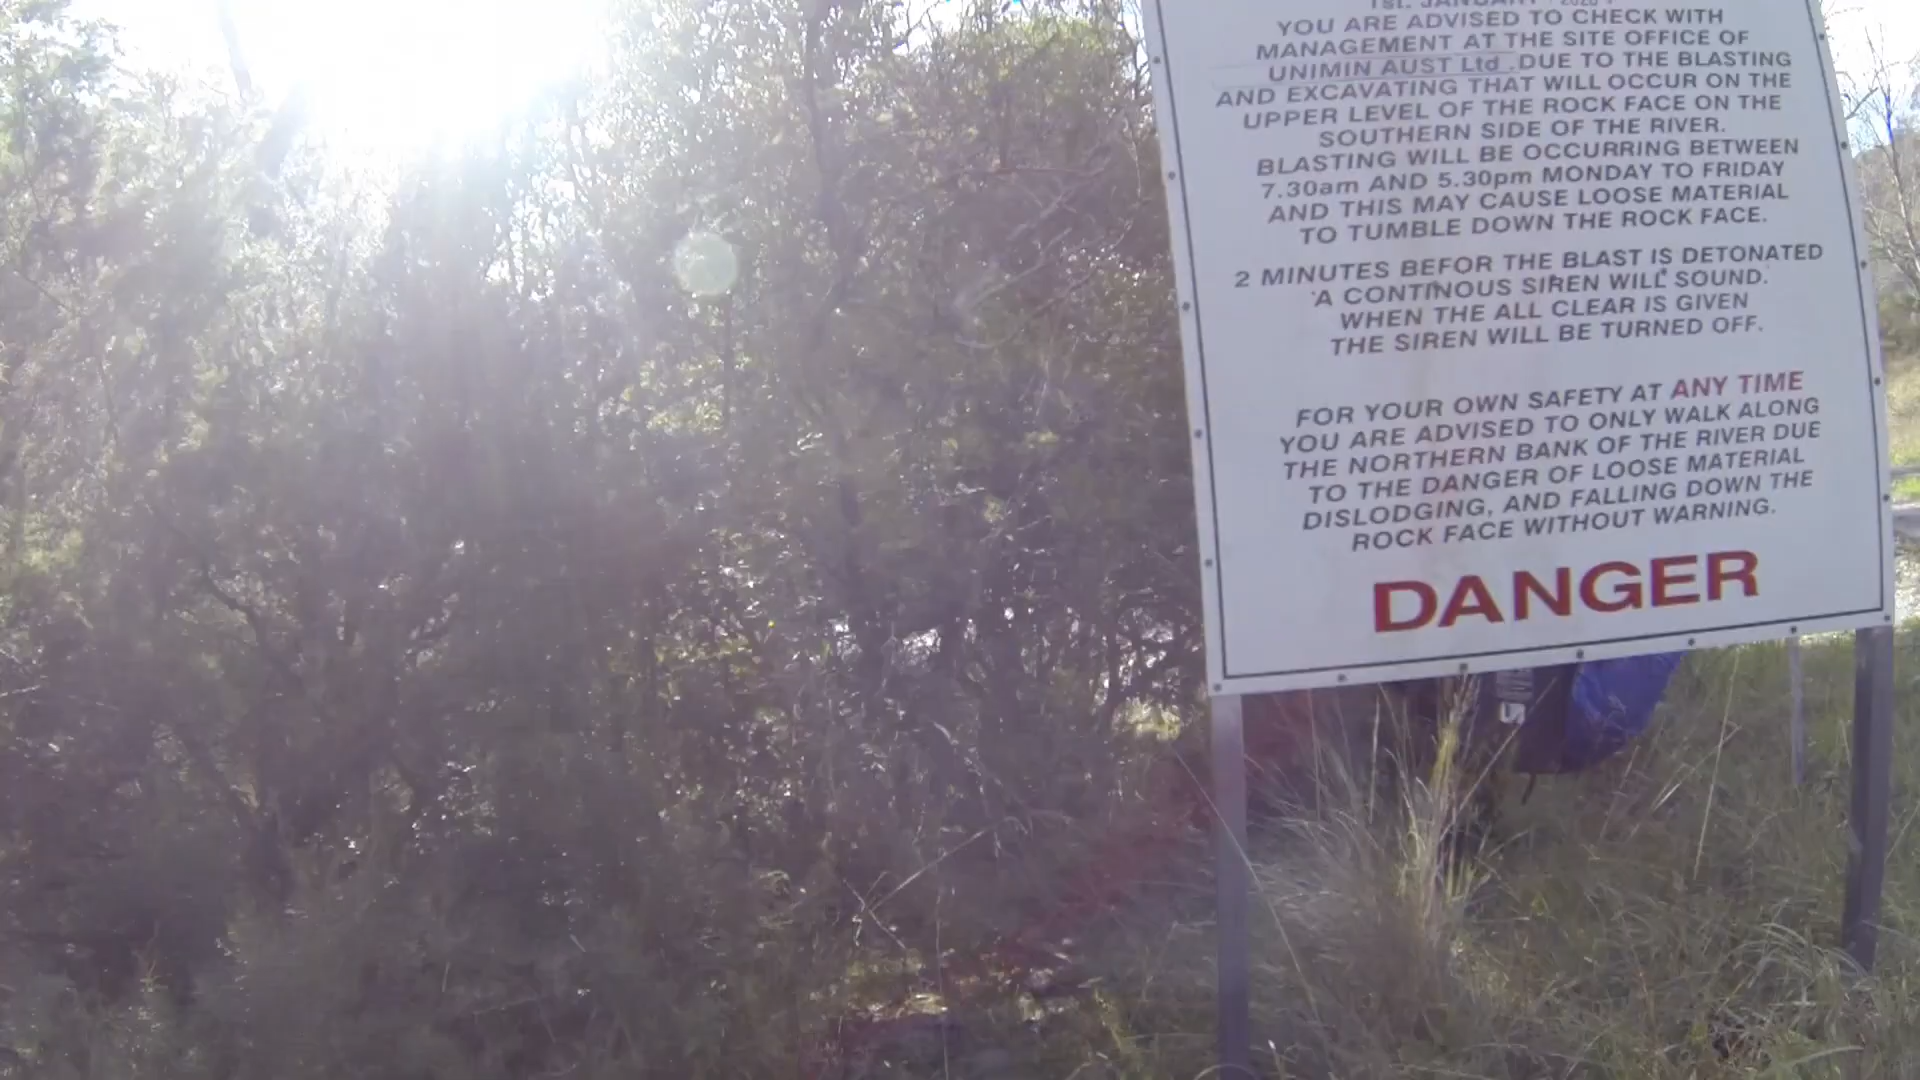 1st. JANUARY
YOU ARE ADVISED TO CHECK WITH
MANAGEMENT AT THE SITE OFFICE OF
UNIMIN AUST Ltd. DUE TO THE BLASTING
AND EXCAVATING THAT WILL OCCUR ON THE
UPPER LEVEL OF THE ROCK FACE ON THE
SOUTHERN SIDE OF THE RIVER.
BLASTING WILL BE OCCURRING BETWEEN
7.30am AND 5.30pm MONDAY TO FRIDAY
AND THIS MAY CAUSE LOOSE MATERIAL
TO TUMBLE DOWN THE ROCK FACE.
2 MINUTES BEFOR THE BLAST IS DETONATED
A CONTINOUS SIREN WILL SOUND.
WHEN THE ALL CLEAR IS GIVEN
THE SIREN WILL BE TURNED OFF.
FOR YOUR OWN SAFETY AT ANY TIME
YOU ARE ADVISED TO ONLY WALK ALONG
THE NORTHERN BANK OF THE RIVER DUE
TO THE DANGER OF LOOSE MATERIAL
DISLODGING, AND FALLING DOWN THE
ROCK FACE WITHOUT WARNING.
DANGER